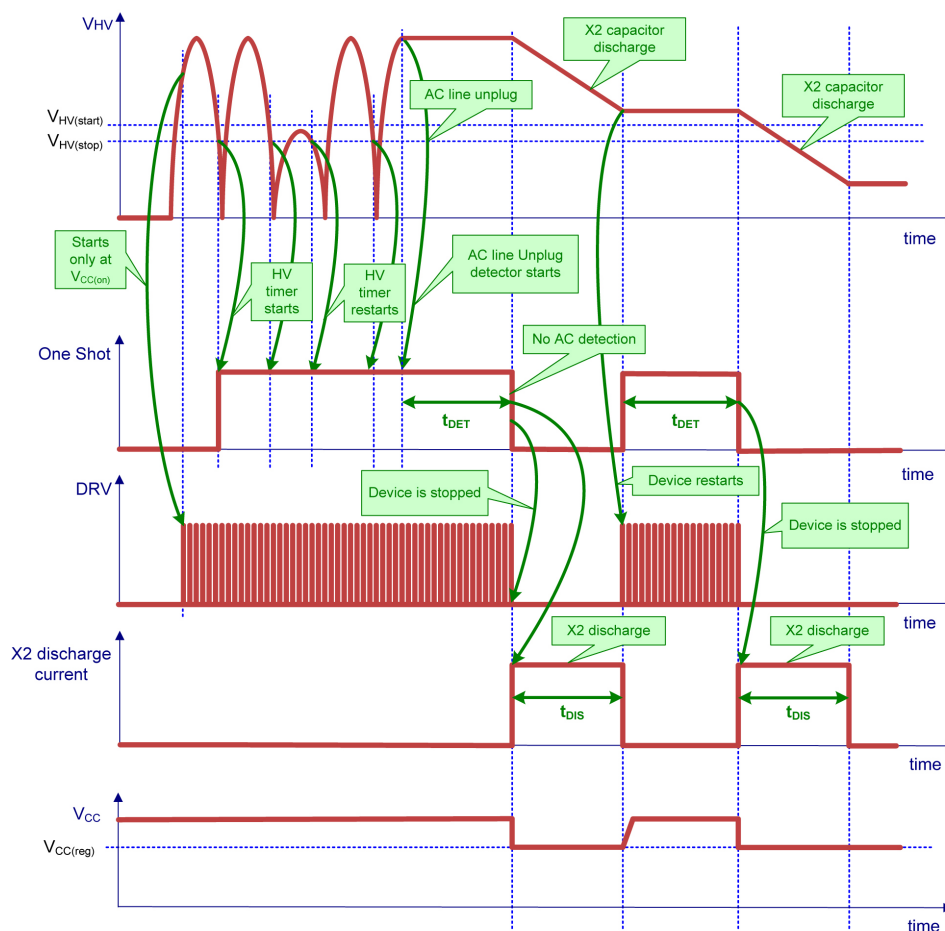 VHV
X2 capacitor
discharge
X2 capacitor
discharge
AC line unplug
VHV(start)
VHV(stop)
time
Starts
only at
VCC(on)
HV
timer
starts
HV
timer
restarts
AC line Unplug
detector starts
No AC detection
One Shot
tDET
tDET
time
DRV
Device is stopped
Device restarts
Device is stopped
time
X2 discharge
current
X2 discharge
X2 discharge
tDIS
tDIS
time
VCC
VCC(reg)
time